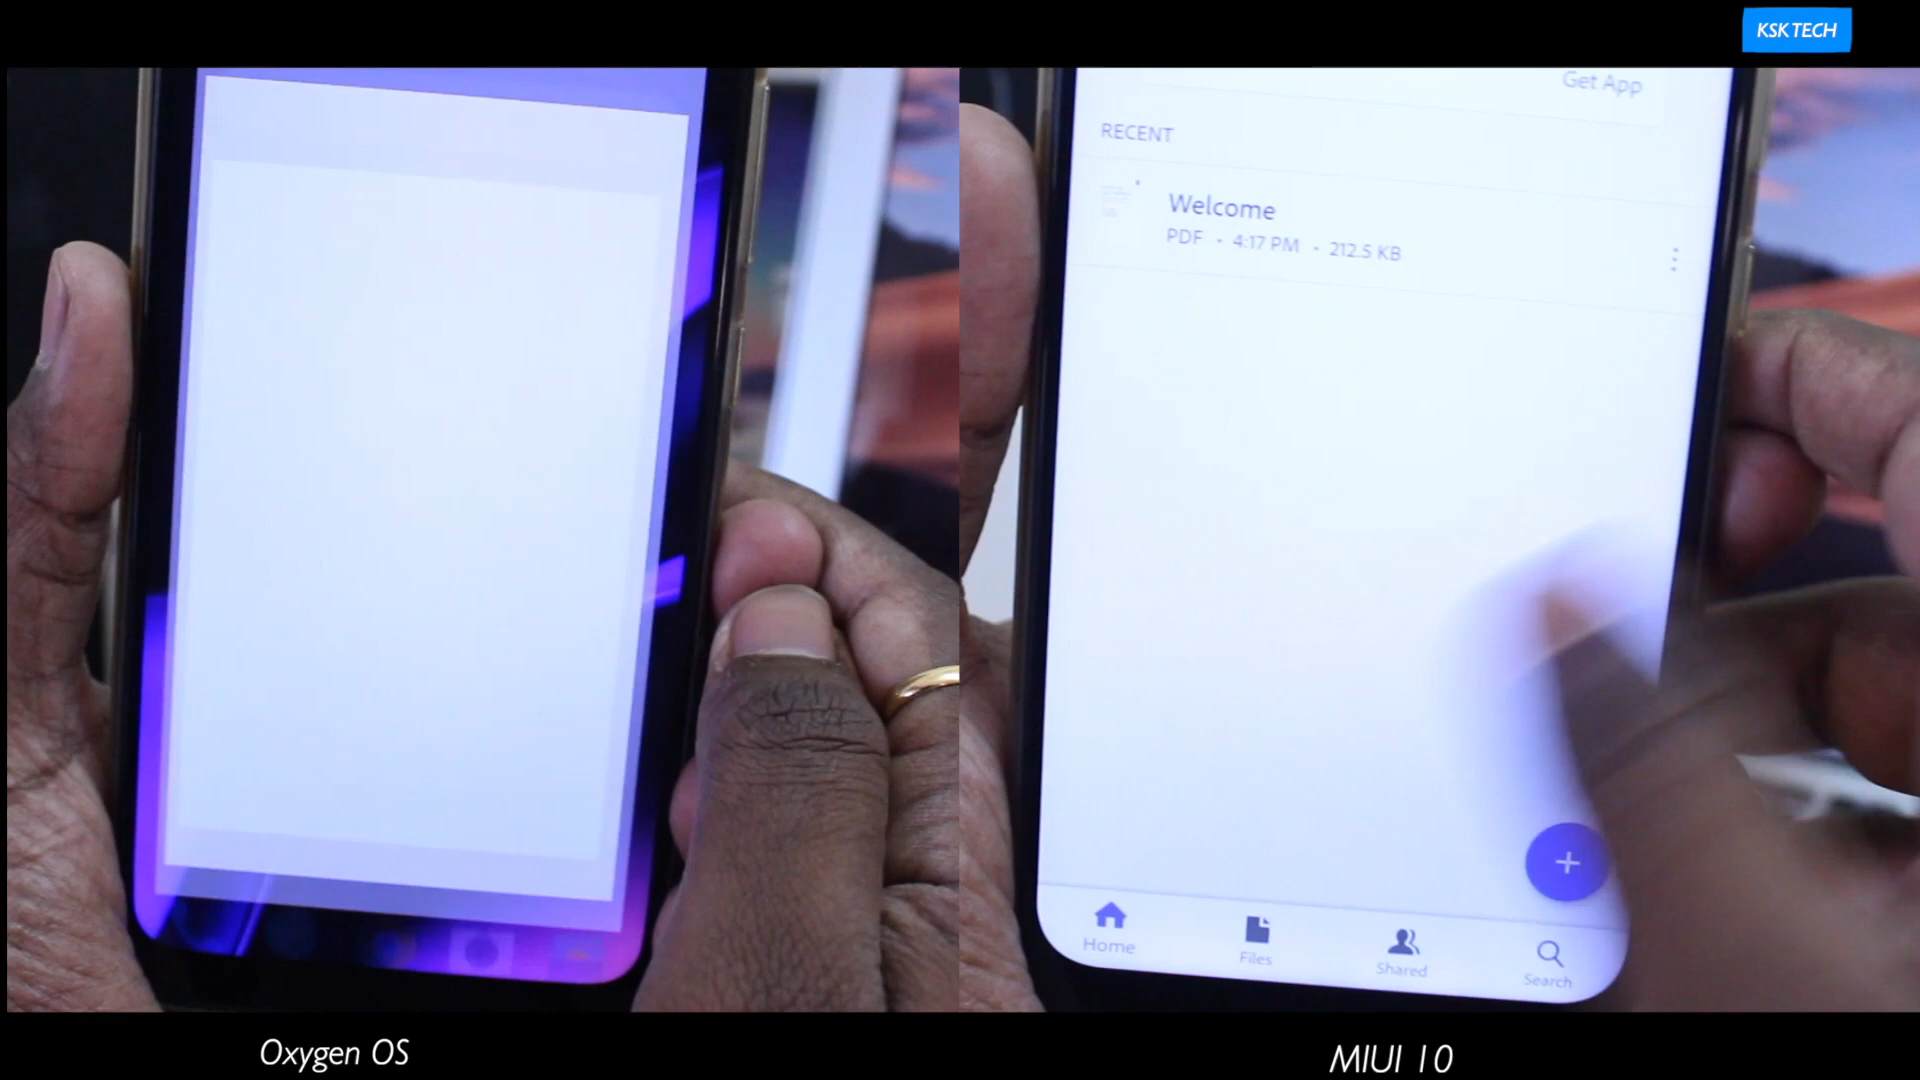 KSK TECH
Get App
RECENT
Welcome
PDF • 4:17 PM • 212.5 KB
Home
Files
Shared
Search
Oxygen OS
MIUI 10